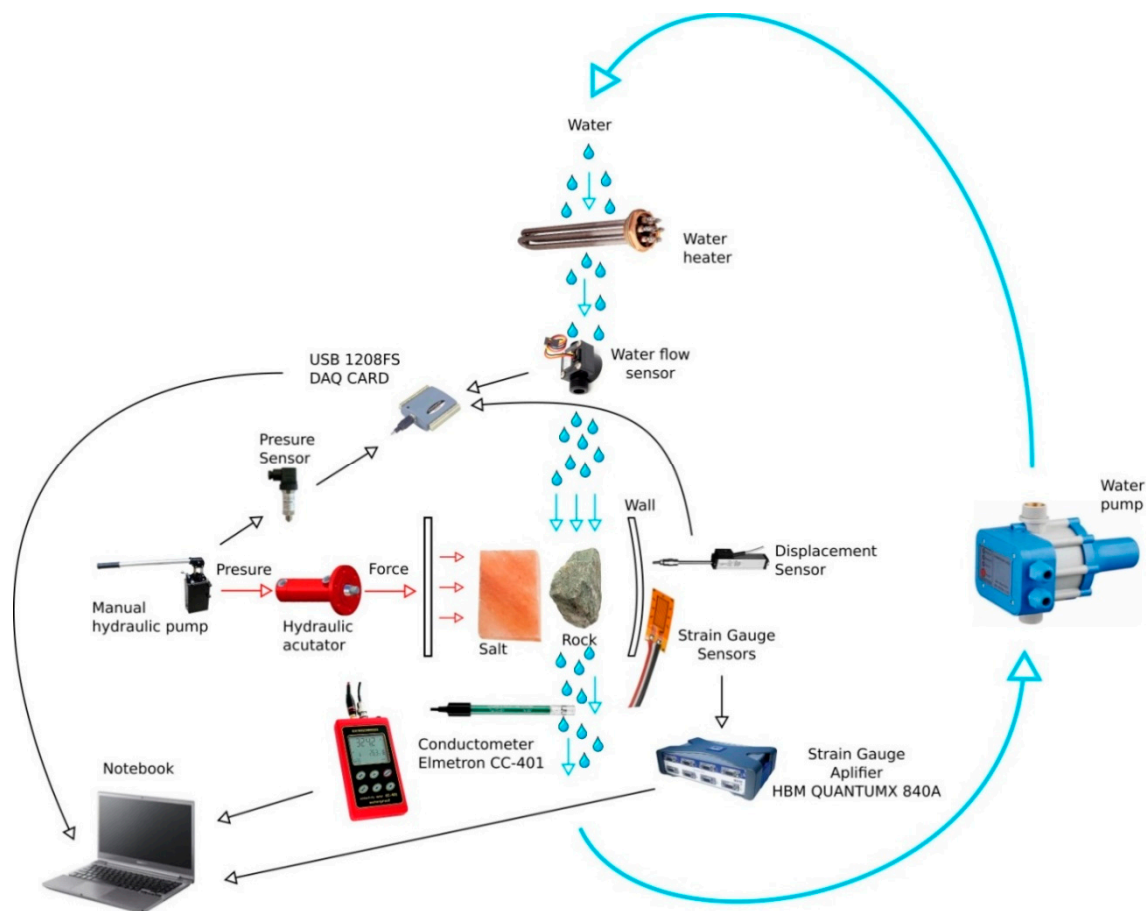 Water
Water
heater
Water flow
sensor
USB 1208FS
DAQ CARD
Presure
Sensor
Wall
Water
pump
Displacement
Sensor
Presure
Force
Manual
hydraulic pump
Hydraulic
acutator
Salt
Rock
Strain Gauge
Sensors
Conductometer
Elmetron CC-401
Strain Gauge
Aplifier
HBM QUANTUMX 840A
Notebook